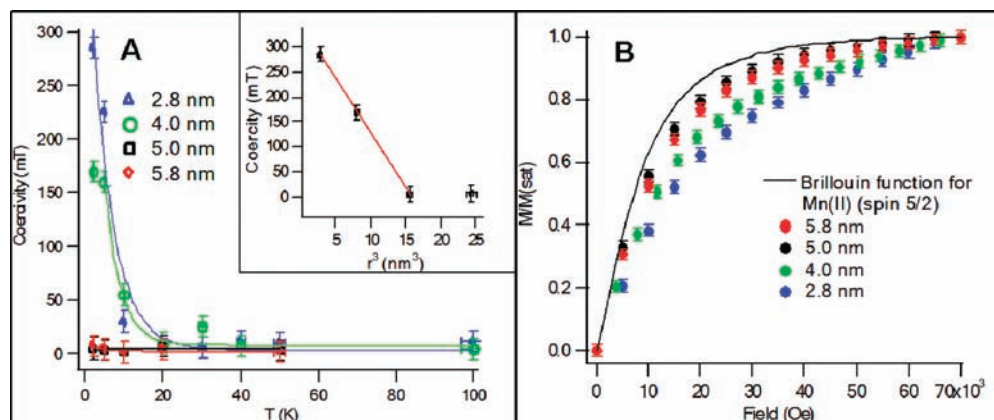 A
2.8 nm
4.0 nm
5.0 nm
5.8 nm
300
250
200
150
100
50
0
Coercivity (mT)
0 20 40 60 80 100
T (K)
350
300
250
200
150
100
50
0
Coercity (mT)
5 10 15 20 25
r³ (nm³)
B
1.0
0.8
0.6
0.4
0.2
0.0
M/M(sat)
Brillouin function for
Mn(II) (spin 5/2)
5.8 nm
5.0 nm
4.0 nm
2.8 nm
0 10 20 30 40 50 60 70×10³
Field (Oe)